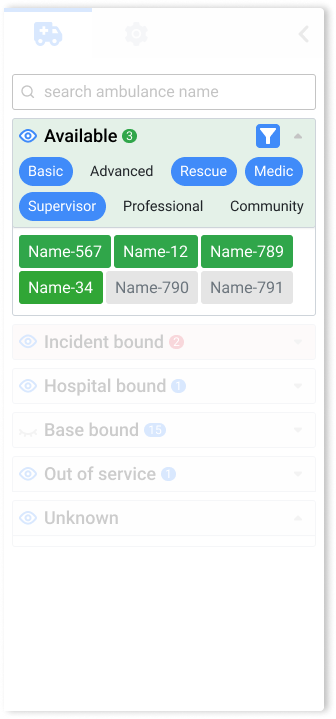 search ambulance name
Available 3
Basic Advanced Rescue Medic
Supervisor Professional Community
Name-567 Name-12 Name-789
Name-34 Name-790 Name-791
Incident bound 2
Hospital bound 1
Base bound 15
Out of service 1
Unknown